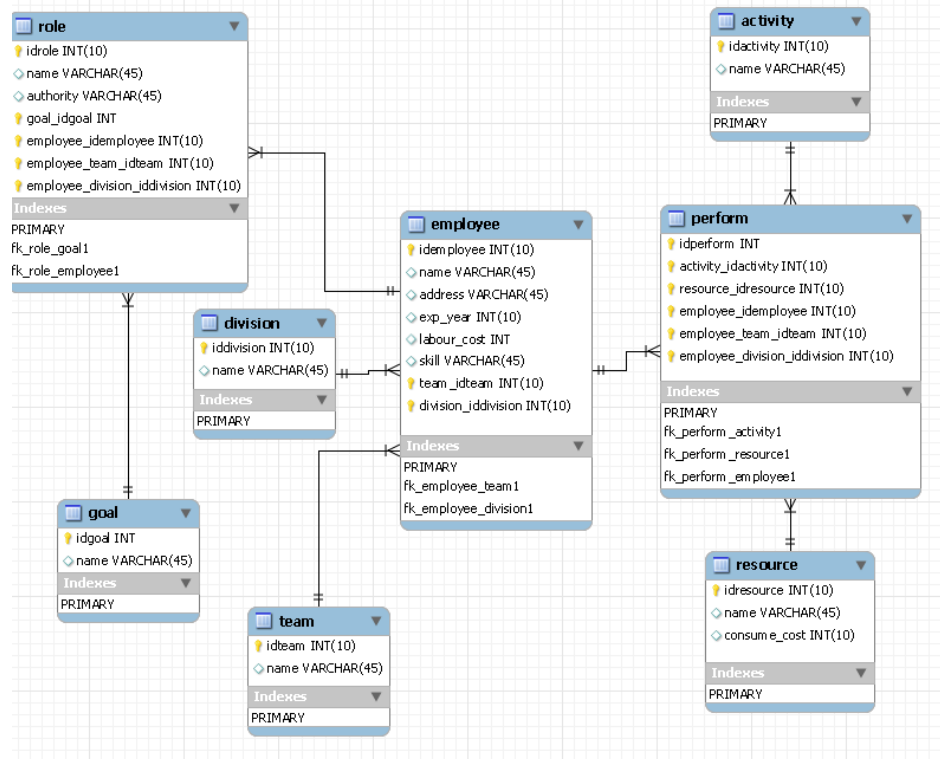 role
idrole INT(10)
name VARCHAR(45)
authority VARCHAR(45)
goal_idgoal INT
employee_idemployee INT(10)
employee_team_idteam INT(10)
employee_division_iddivision INT(10)
Indexes
PRIMARY
fk_role_goal1
fk_role_employee1
activity
idactivity INT(10)
name VARCHAR(45)
Indexes
PRIMARY
employee
idemployee INT(10)
name VARCHAR(45)
address VARCHAR(45)
exp_year INT(10)
labour_cost INT
skill VARCHAR(45)
team_idteam INT(10)
division_iddivision INT(10)
Indexes
PRIMARY
fk_employee_team1
fk_employee_division1
perform
idperform INT
activity_idactivity INT(10)
resource_idresource INT(10)
employee_idemployee INT(10)
employee_team_idteam INT(10)
employee_division_iddivision INT(10)
Indexes
PRIMARY
fk_perform_activity1
fk_perform_resource1
fk_perform_employee1
division
iddivision INT(10)
name VARCHAR(45)
Indexes
PRIMARY
goal
idgoal INT
name VARCHAR(45)
Indexes
PRIMARY
team
idteam INT(10)
name VARCHAR(45)
Indexes
PRIMARY
resource
idresource INT(10)
name VARCHAR(45)
consume_cost INT(10)
Indexes
PRIMARY